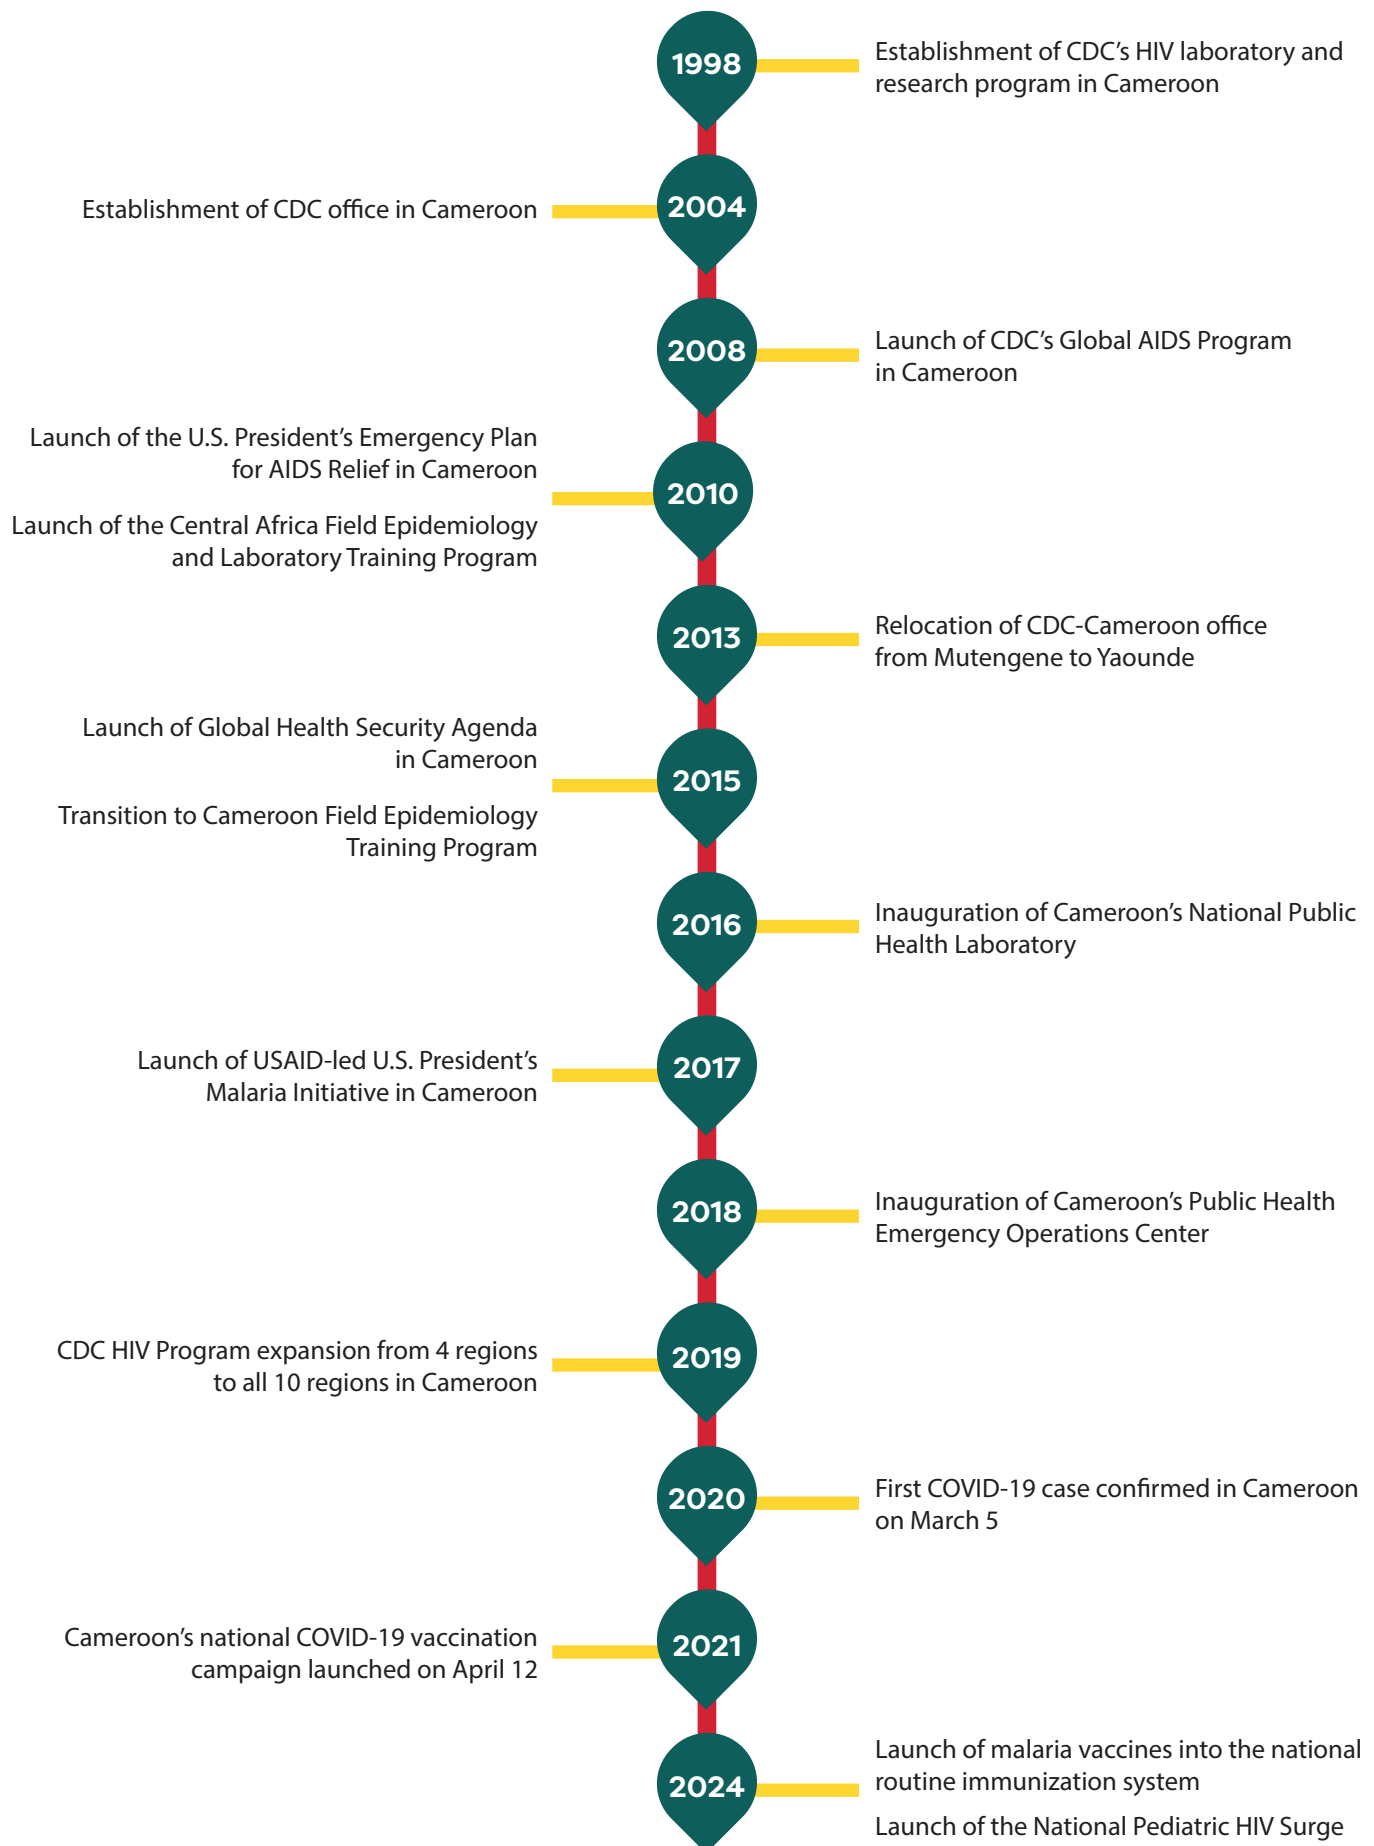 1998
Establishment of CDC’s HIV laboratory and
research program in Cameroon
Establishment of CDC office in Cameroon
2004
2008
Launch of CDC’s Global AIDS Program
in Cameroon
Launch of the U.S. President’s Emergency Plan
for AIDS Relief in Cameroon
Launch of the Central Africa Field Epidemiology
and Laboratory Training Program
2010
2013
Relocation of CDC-Cameroon office
from Mutengene to Yaounde
Launch of Global Health Security Agenda
in Cameroon
Transition to Cameroon Field Epidemiology
Training Program
2015
2016
Inauguration of Cameroon’s National Public
Health Laboratory
Launch of USAID-led U.S. President’s
Malaria Initiative in Cameroon
2017
2018
Inauguration of Cameroon’s Public Health
Emergency Operations Center
CDC HIV Program expansion from 4 regions
to all 10 regions in Cameroon
2019
2020
First COVID-19 case confirmed in Cameroon
on March 5
Cameroon’s national COVID-19 vaccination
campaign launched on April 12
2021
2024
Launch of malaria vaccines into the national
routine immunization system
Launch of the National Pediatric HIV Surge